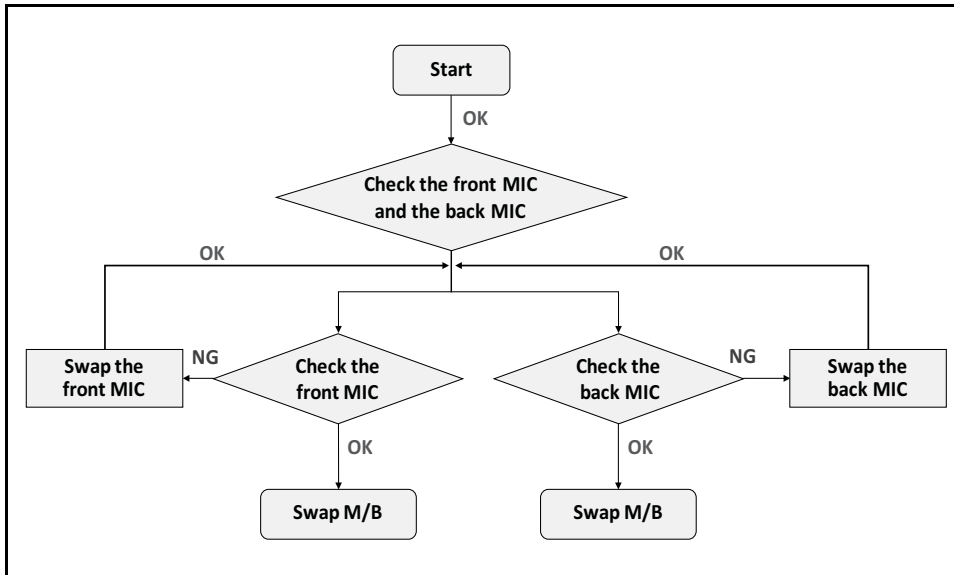 Start
OK
Check the front MIC
and the back MIC
OK
OK
Swap the
front MIC
NG
Check the
front MIC
Check the
back MIC
NG
Swap the
back MIC
OK
OK
Swap M/B
Swap M/B